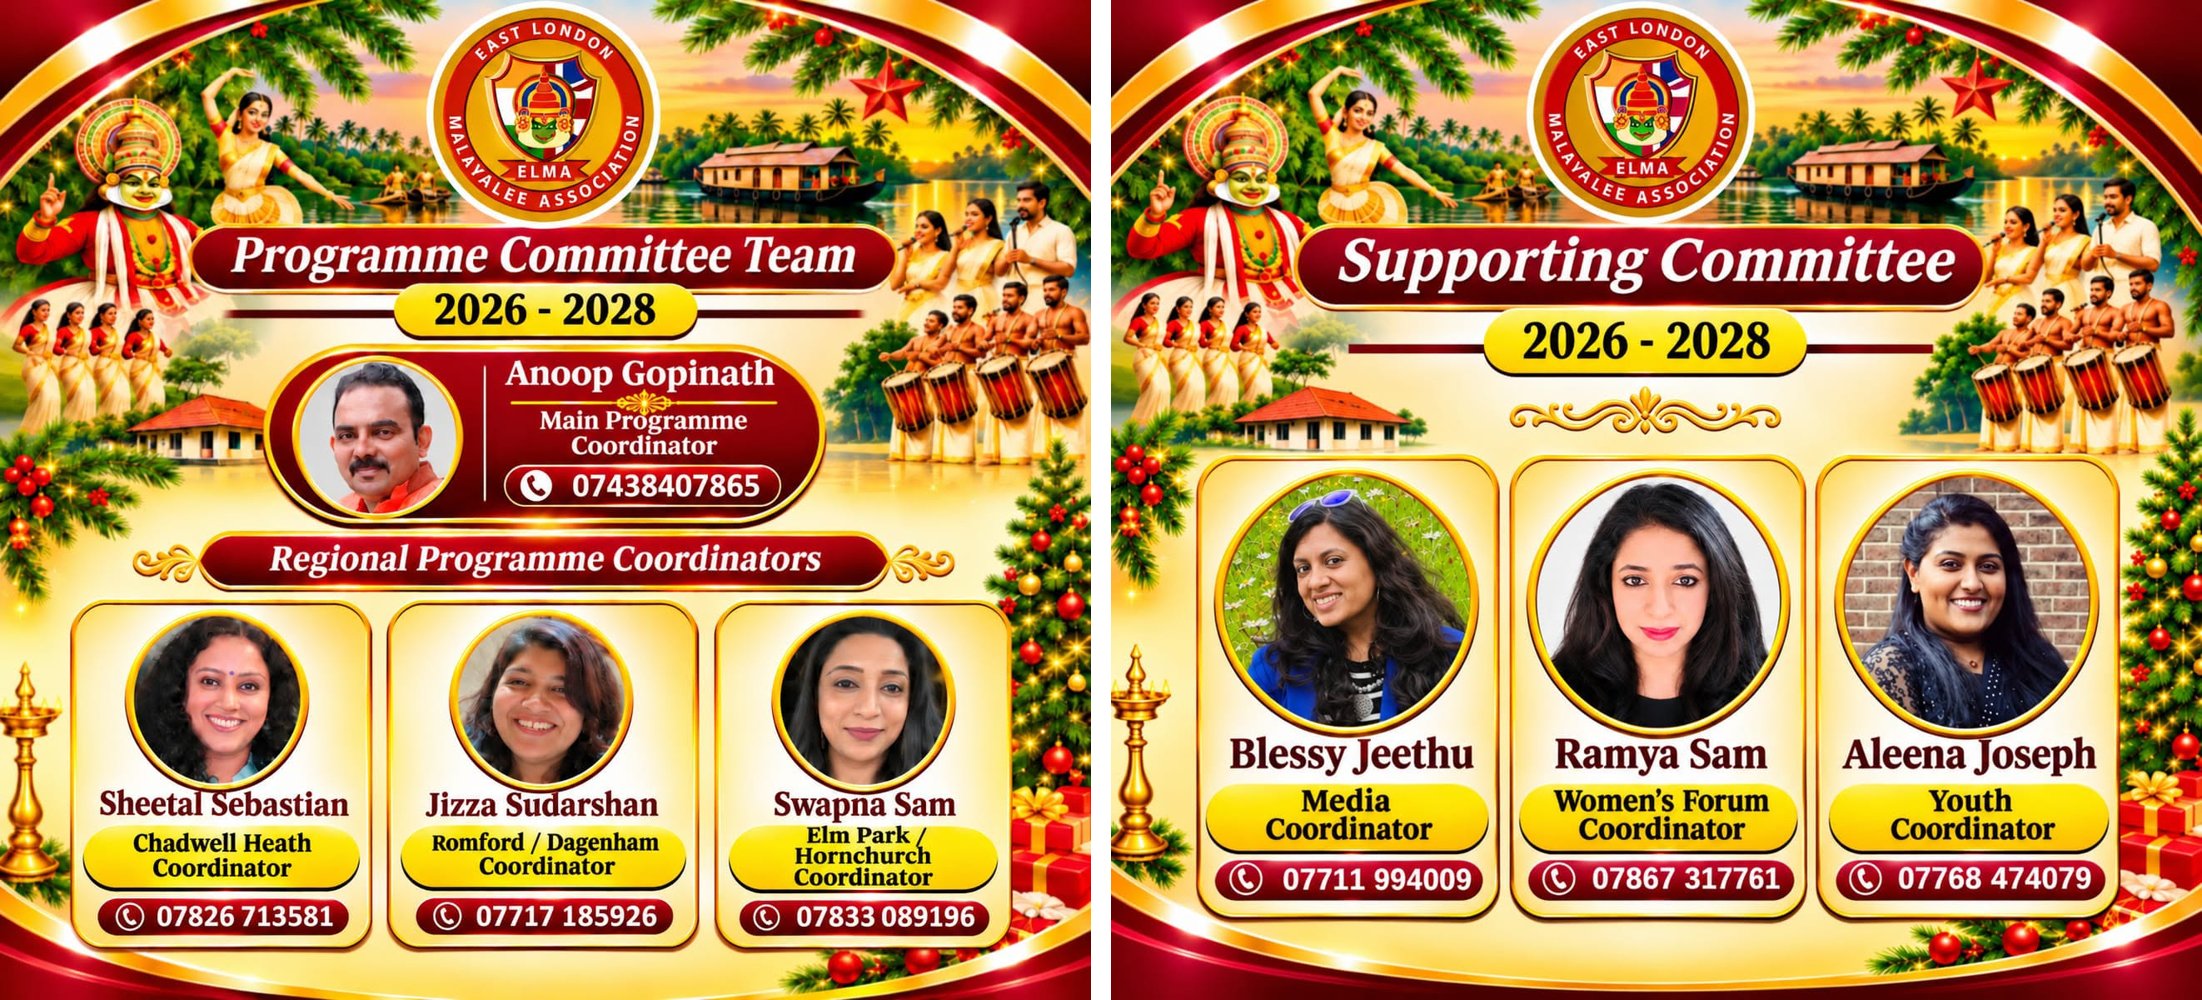 EAST LONDON
MALAYALEE ASSOCIATION
ELMA
Programme Committee Team
2026 - 2028
Anoop Gopinath
Main Programme
Coordinator
07438407865
Regional Programme Coordinators
Sheetal Sebastian
Chadwell Heath
Coordinator
07826 713581
Jizza Sudarshan
Romford / Dagenham
Coordinator
07717 185926
Swapna Sam
Elm Park /
Hornchurch
Coordinator
07833 089196
EAST LONDON
MALAYALEE ASSOCIATION
ELMA
Supporting Committee
2026 - 2028
Blessy Jeethu
Media
Coordinator
07711 994009
Ramya Sam
Women's Forum
Coordinator
07867 317761
Aleena Joseph
Youth
Coordinator
07768 474079